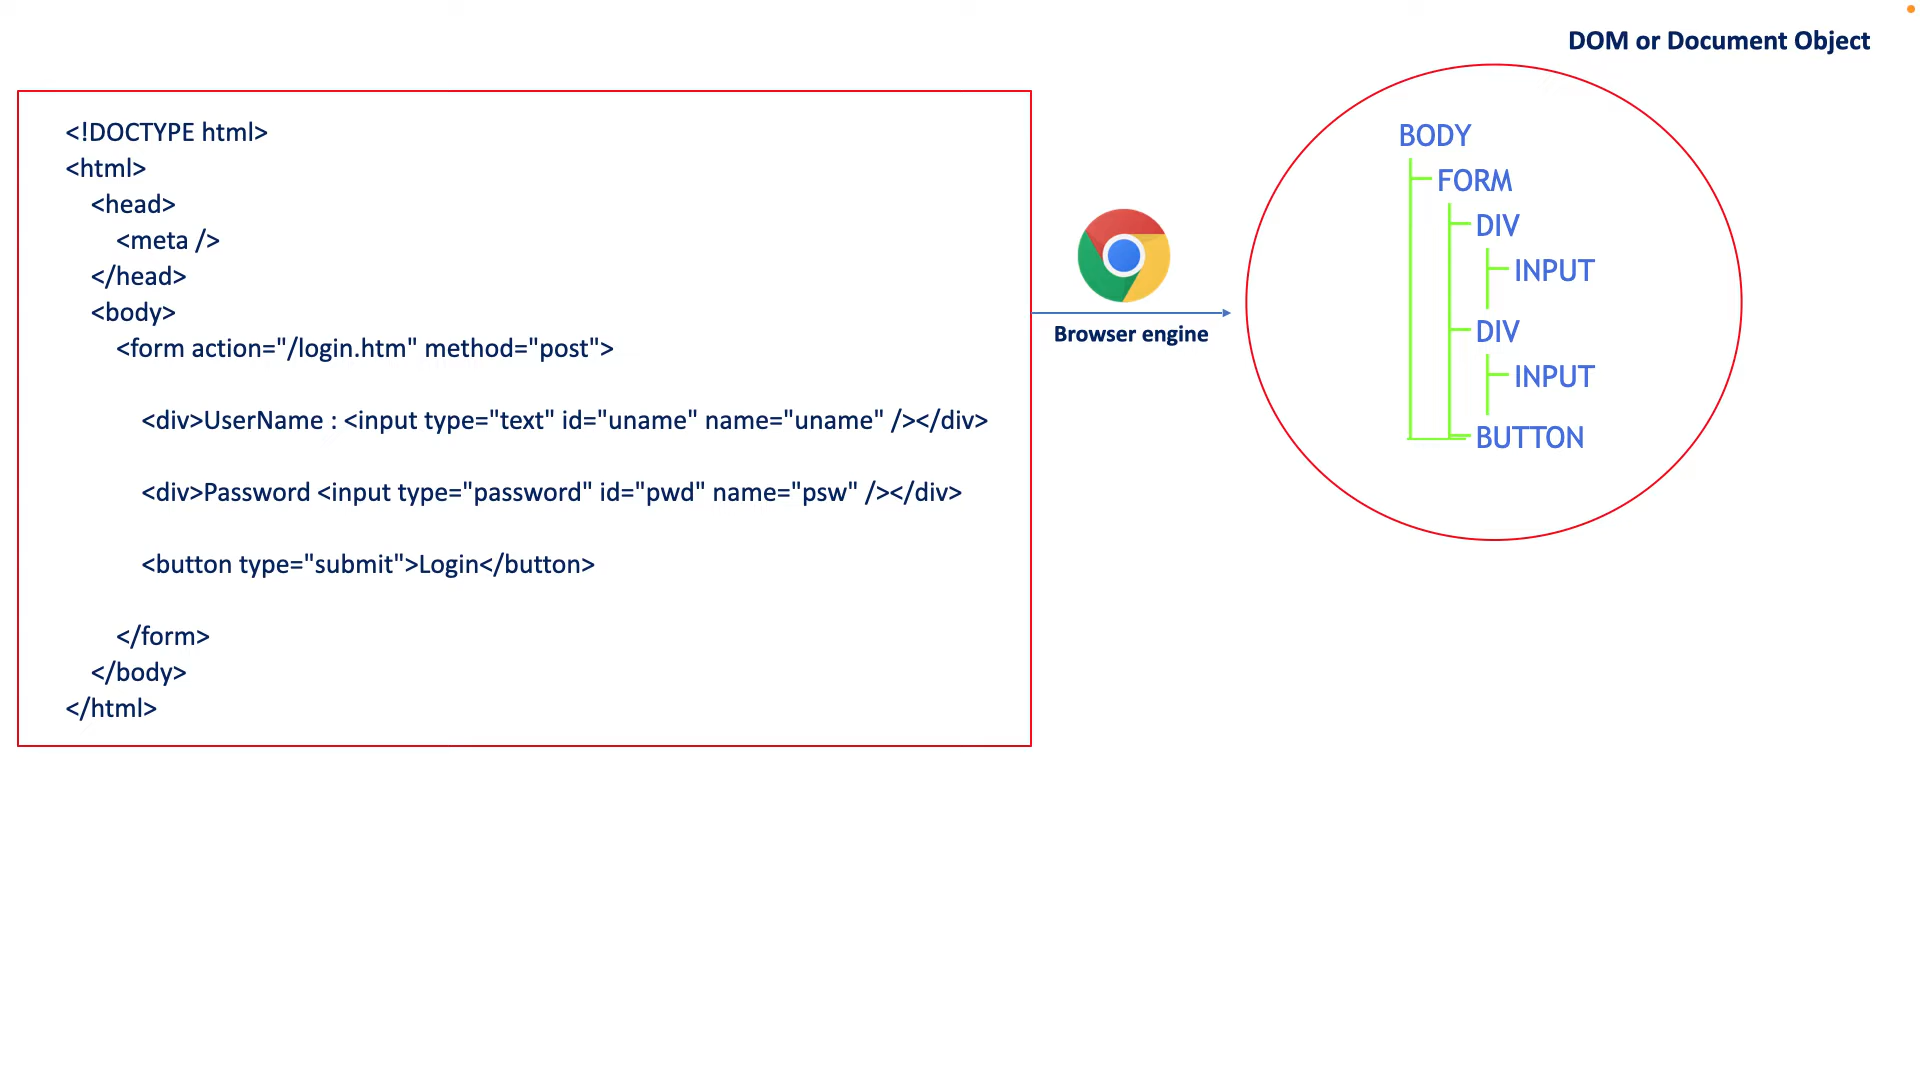 DOM or Document Object
<!DOCTYPE html>
<html>
<head>
<meta />
</head>
<body>
<form action="/login.htm" method="post">
<div>UserName : <input type="text" id="uname" name="uname" /></div>
<div>Password <input type="password" id="pwd" name="psw" /></div>
<button type="submit">Login</button>
</form>
</body>
</html>
Browser engine
BODY
FORM
DIV
INPUT
DIV
INPUT
BUTTON